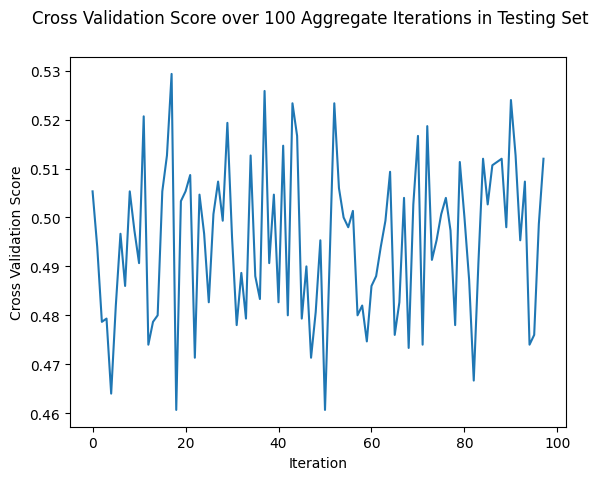 Cross Validation Score over 100 Aggregate Iterations in Testing Set
0.53
0.52
0.51
0.50
0.49
0.48
0.47
0.46
Cross Validation Score
0 20 40 60 80 100
Iteration